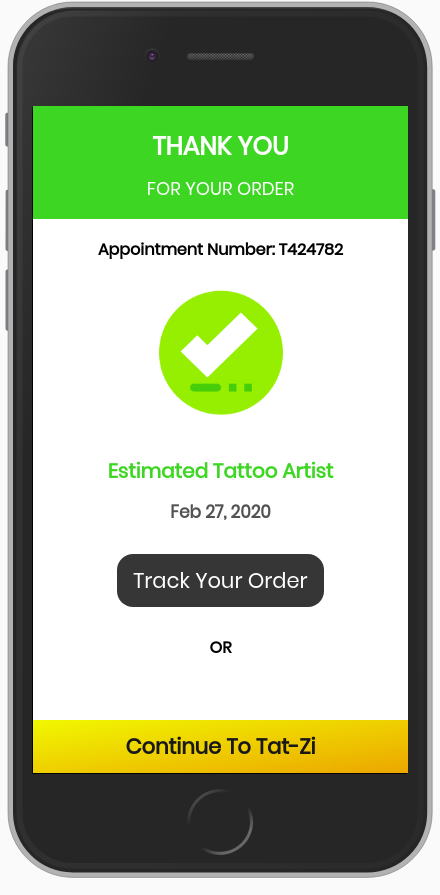 THANK YOU
FOR YOUR ORDER
Appointment Number: T424782
Estimated Tattoo Artist
Feb 27, 2020
Track Your Order
OR
Continue To Tat-Zi